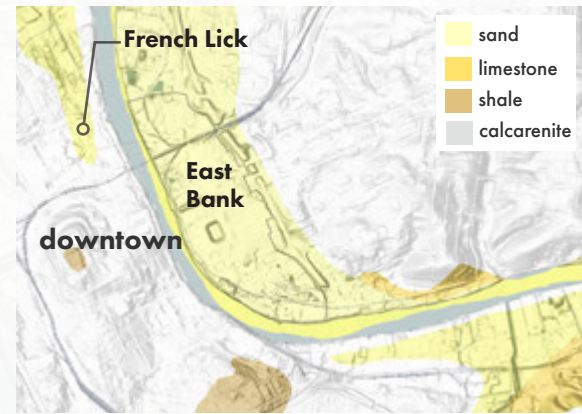 French Lick
East
Bank
downtown
sand
limestone
shale
calcarenite